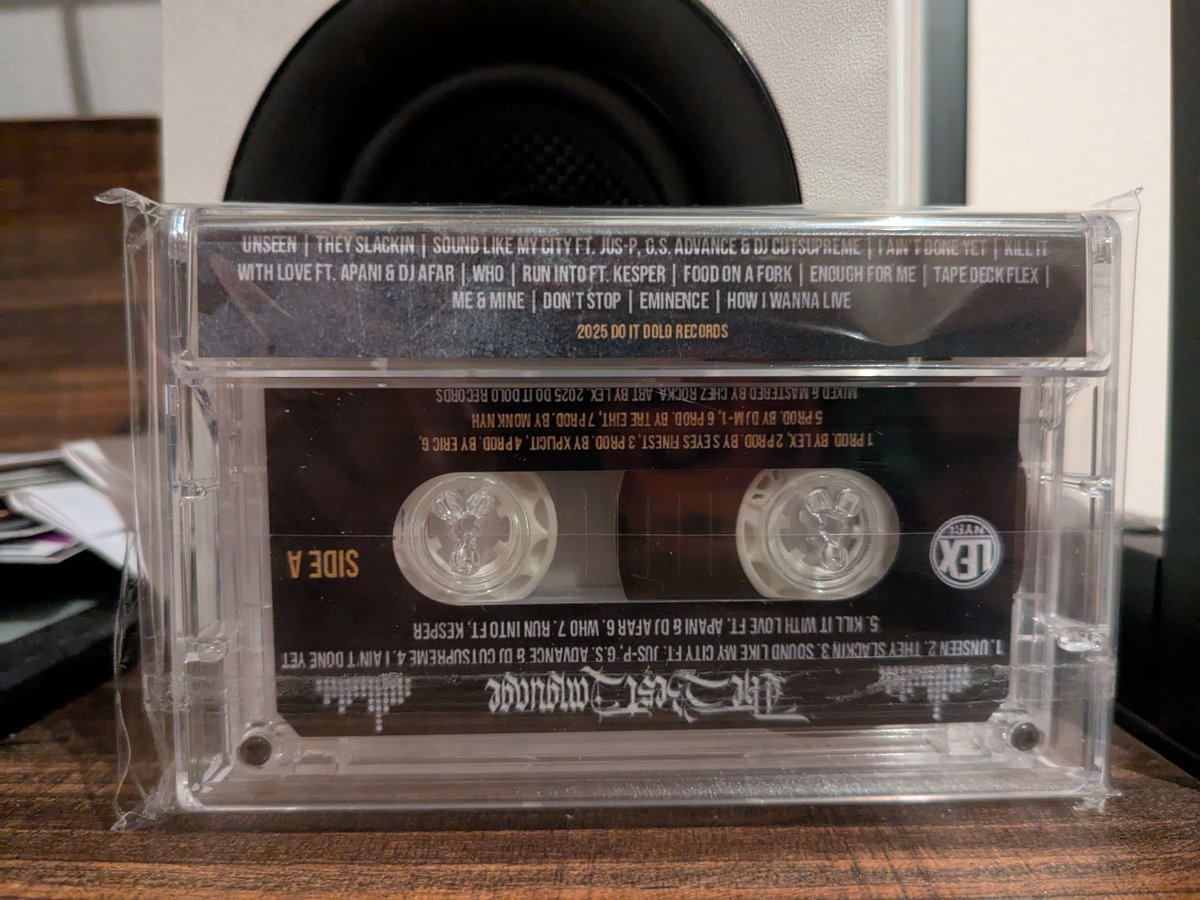 UNSEEN | THEY SLACKIN | SOUND LIKE MY CITY FT. JUS-P, G.S. ADVANCE & DJ CUTSUPREME | I AIN'T DONE YET | KILL IT
WITH LOVE FT. APANI & DJ AFAR | WHO | RUN INTO FT. KESPER | FOOD ON A FORK | ENOUGH FOR ME | TAPE DECK FLEX |
ME & MINE | DON'T STOP | EMINENCE | HOW I WANNA LIVE
2025 DO IT DOLO RECORDS
The Best Language
1. UNSEEN 2. THEY SLACKIN 3. SOUND LIKE MY CITY FT. JUS-P, G.S. ADVANCE & DJ CUTSUPREME 4. I AIN'T DONE YET
5. KILL IT WITH LOVE FT. APANI & DJ AFAR 6. WHO 7. RUN INTO FT. KESPER
LEX
NYRE
SIDE A
1 PROD. BY LEX, 2 PROD. BY S EYES FINEST, 3 PROD. BY XPLICIT, 4 PROD. BY ERIC G,
5 PROD. BY DJ M-1, 6 PROD. BY TRE EIHT, 7 PROD. BY MONK NYH
MIXED & MASTERED BY CHEZ ROCKA. ART BY LEX. 2025 DO IT DOLO RECORDS